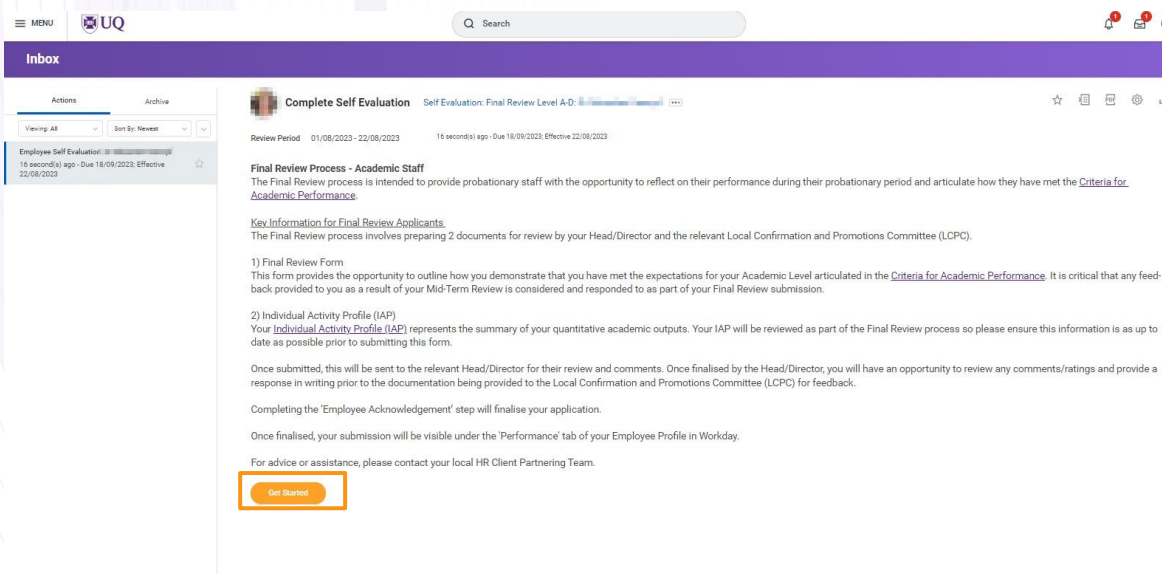 MENU
UQ
Search
1
1
Inbox
Actions
Archive
Viewing: All
Sort By: Newest
Employee Self Evaluation:
16 second(s) ago - Due 18/09/2023; Effective
22/08/2023
Complete Self Evaluation
Self Evaluation: Final Review Level A-D:
Review Period 01/08/2023 - 22/08/2023
16 second(s) ago - Due 18/09/2023; Effective 22/08/2023
Final Review Process - Academic Staff
The Final Review process is intended to provide probationary staff with the opportunity to reflect on their performance during their probationary period and articulate how they have met the Criteria for
Academic Performance.
Key Information for Final Review Applicants
The Final Review process involves preparing 2 documents for review by your Head/Director and the relevant Local Confirmation and Promotions Committee (LCPC).
1) Final Review Form
This form provides the opportunity to outline how you demonstrate that you have met the expectations for your Academic Level articulated in the Criteria for Academic Performance. It is critical that any feed-
back provided to you as a result of your Mid-Term Review is considered and responded to as part of your Final Review submission.
2) Individual Activity Profile (IAP)
Your Individual Activity Profile (IAP) represents the summary of your quantitative academic outputs. Your IAP will be reviewed as part of the Final Review process so please ensure this information is as up to
date as possible prior to submitting this form.
Once submitted, this will be sent to the relevant Head/Director for their review and comments. Once finalised by the Head/Director, you will have an opportunity to review any comments/ratings and provide a
response in writing prior to the documentation being provided to the Local Confirmation and Promotions Committee (LCPC) for feedback.
Completing the 'Employee Acknowledgement' step will finalise your application.
Once finalised, your submission will be visible under the 'Performance' tab of your Employee Profile in Workday.
For advice or assistance, please contact your local HR Client Partnering Team.
Get Started